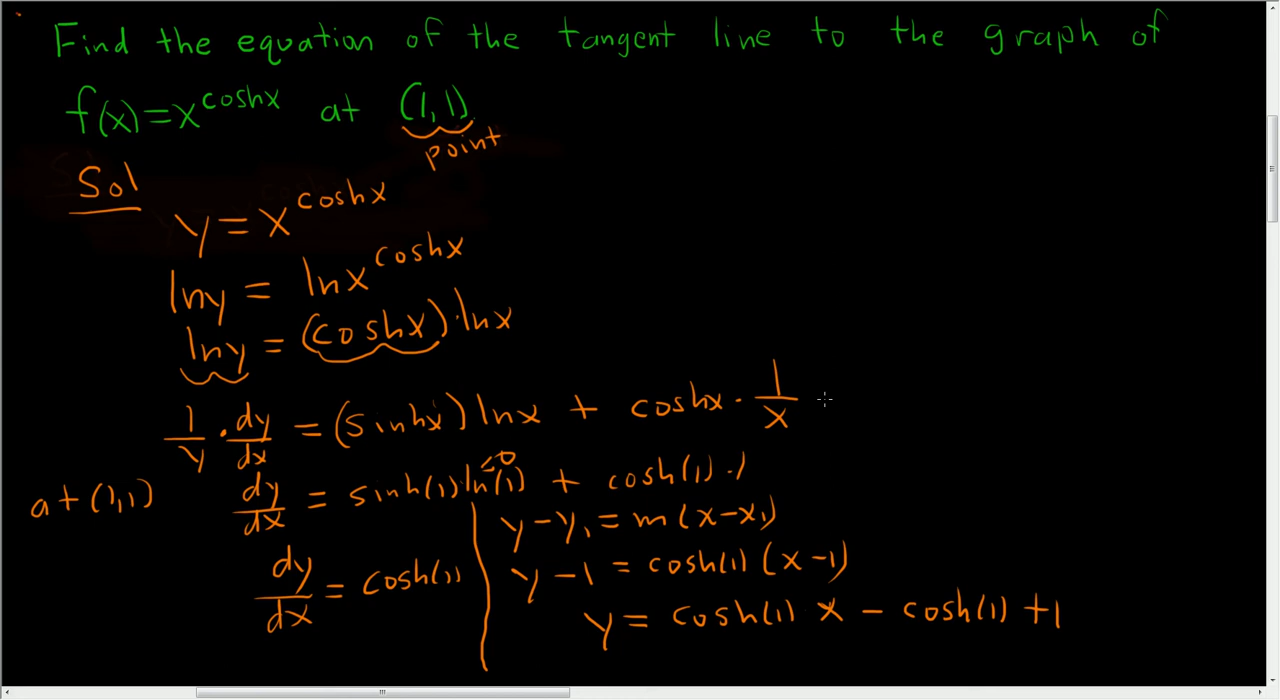 Find the equation of the tangent line to the graph of
f(x)=x^coshx at (1,1)
point
Sol
y = x^coshx
lny = lnx^coshx
lny = (coshx)·lnx
1/y · dy/dx = (sinhx)lnx + coshx · 1/x
at (1,1) dy/dx = sinh(1)ln(1) + cosh(1)·1
0
dy/dx = cosh(1)
y-y₁ = m(x-x₁)
y-1 = cosh(1)(x-1)
y = cosh(1)x - cosh(1)+1